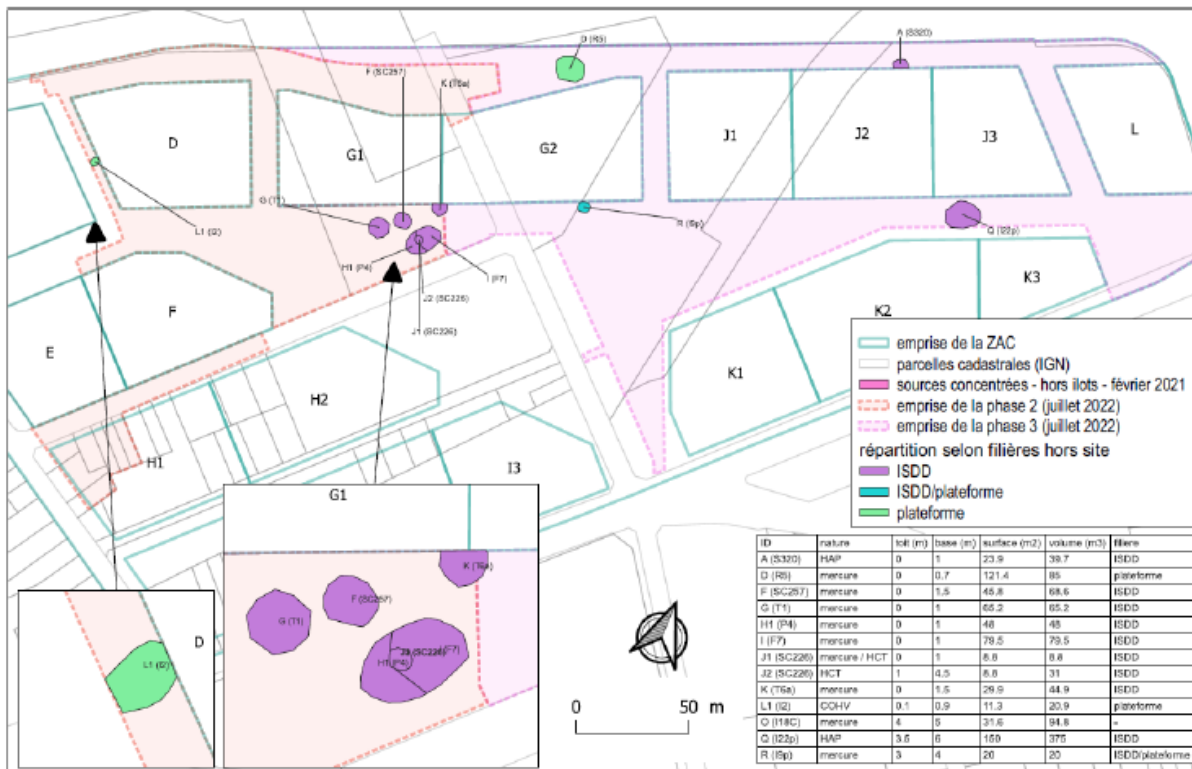 D (R5)
A (S320)
F (SC257)
K (T6a)
D
G1
G2
J1
J2
J3
L
G (T1)
L1 (I2)
R (I9p)
Q (I22p)
H1 (P4)
I (F7)
J2 (SC226)
J1 (SC226)
F
E
K3
K2
K1
H2
H1
I3
emprise de la ZAC
parcelles cadastrales (IGN)
sources concentrées - hors ilots - février 2021
emprise de la phase 2 (juillet 2022)
emprise de la phase 3 (juillet 2022)
répartition selon filières hors site
ISDD
ISDD/plateforme
plateforme
G1
K (T6a)
F (SC257)
G (T1)
J2 (SC226)
I (F7)
H1 (P4)
D
L1 (I2)
0 50 m
ID nature toit (m) base (m) surface (m2) volume (m3) filiere
A (S320) HAP 0 1 23.9 39.7 ISDD
D (R5) mercure 0 0.7 121.4 85 plateforme
F (SC257) mercure 0 1.5 45.8 68.6 ISDD
G (T1) mercure 0 1 65.2 65.2 ISDD
H1 (P4) mercure 0 1 48 48 ISDD
I (F7) mercure 0 1 79.5 79.5 ISDD
J1 (SC226) mercure / HCT 0 1 8.8 8.8 ISDD
J2 (SC226) HCT 1 4.5 8.8 31 ISDD
K (T6a) mercure 0 1.5 29.9 44.9 ISDD
L1 (I2) COHV 0.1 0.9 11.3 20.9 plateforme
O (I18C) mercure 4 5 31.6 94.8 -
Q (I22p) HAP 3.5 6 150 375 ISDD
R (I9p) mercure 3 4 20 20 ISDD/plateforme